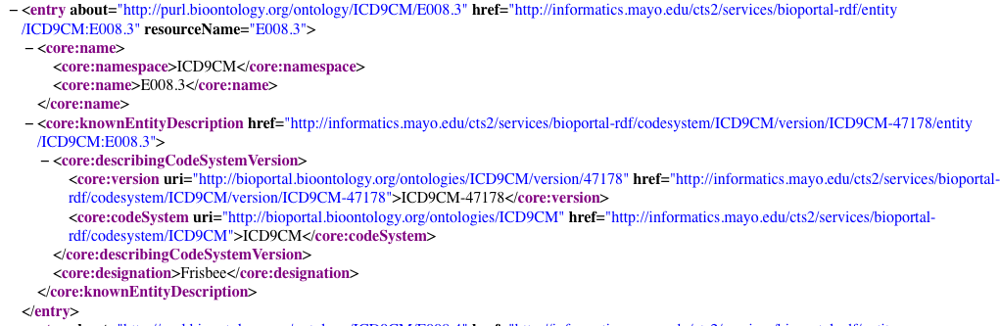 − <entry about="http://purl.bioontology.org/ontology/ICD9CM/E008.3" href="http://informatics.mayo.edu/cts2/services/bioportal-rdf/entity
/ICD9CM:E008.3" resourceName="E008.3">
− <core:name>
<core:namespace>ICD9CM</core:namespace>
<core:name>E008.3</core:name>
</core:name>
− <core:knownEntityDescription href="http://informatics.mayo.edu/cts2/services/bioportal-rdf/codesystem/ICD9CM/version/ICD9CM-47178/entity
/ICD9CM:E008.3">
− <core:describingCodeSystemVersion>
<core:version uri="http://bioportal.bioontology.org/ontologies/ICD9CM/version/47178" href="http://informatics.mayo.edu/cts2/services/bioportal-
rdf/codesystem/ICD9CM/version/ICD9CM-47178">ICD9CM-47178</core:version>
<core:codeSystem uri="http://bioportal.bioontology.org/ontologies/ICD9CM" href="http://informatics.mayo.edu/cts2/services/bioportal-
rdf/codesystem/ICD9CM">ICD9CM</core:codeSystem>
</core:describingCodeSystemVersion>
<core:designation>Frisbee</core:designation>
</core:knownEntityDescription>
</entry>